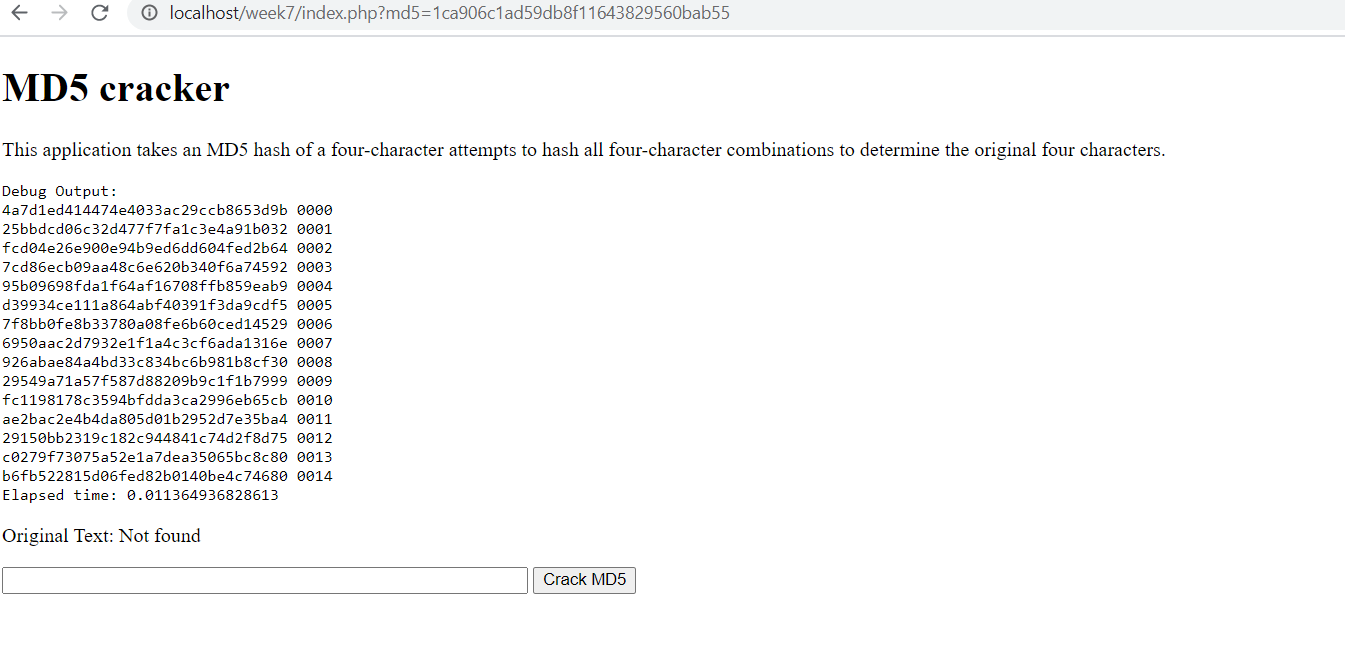 localhost/week7/index.php?md5=1ca906c1ad59db8f11643829560bab55
MD5 cracker
This application takes an MD5 hash of a four-character attempts to hash all four-character combinations to determine the original four characters.
Debug Output:
4a7d1ed414474e4033ac29ccb8653d9b 0000
25bbdcd06c32d477f7fa1c3e4a91b032 0001
fcd04e26e900e94b9ed6dd604fed2b64 0002
7cd86ecb09aa48c6e620b340f6a74592 0003
95b09698fda1f64af16708ffb859eab9 0004
d39934ce111a864abf40391f3da9cdf5 0005
7f8bb0fe8b33780a08fe6b60ced14529 0006
6950aac2d7932e1f1a4c3cf6ada1316e 0007
926abae84a4bd33c834bc6b981b8cf30 0008
29549a71a57f587d88209b9c1f1b7999 0009
fc1198178c3594bfdda3ca2996eb65cb 0010
ae2bac2e4b4da805d01b2952d7e35ba4 0011
29150bb2319c182c944841c74d2f8d75 0012
c0279f73075a52e1a7dea35065bc8c80 0013
b6fb522815d06fed82b0140be4c74680 0014
Elapsed time: 0.011364936828613
Original Text: Not found
Crack MD5